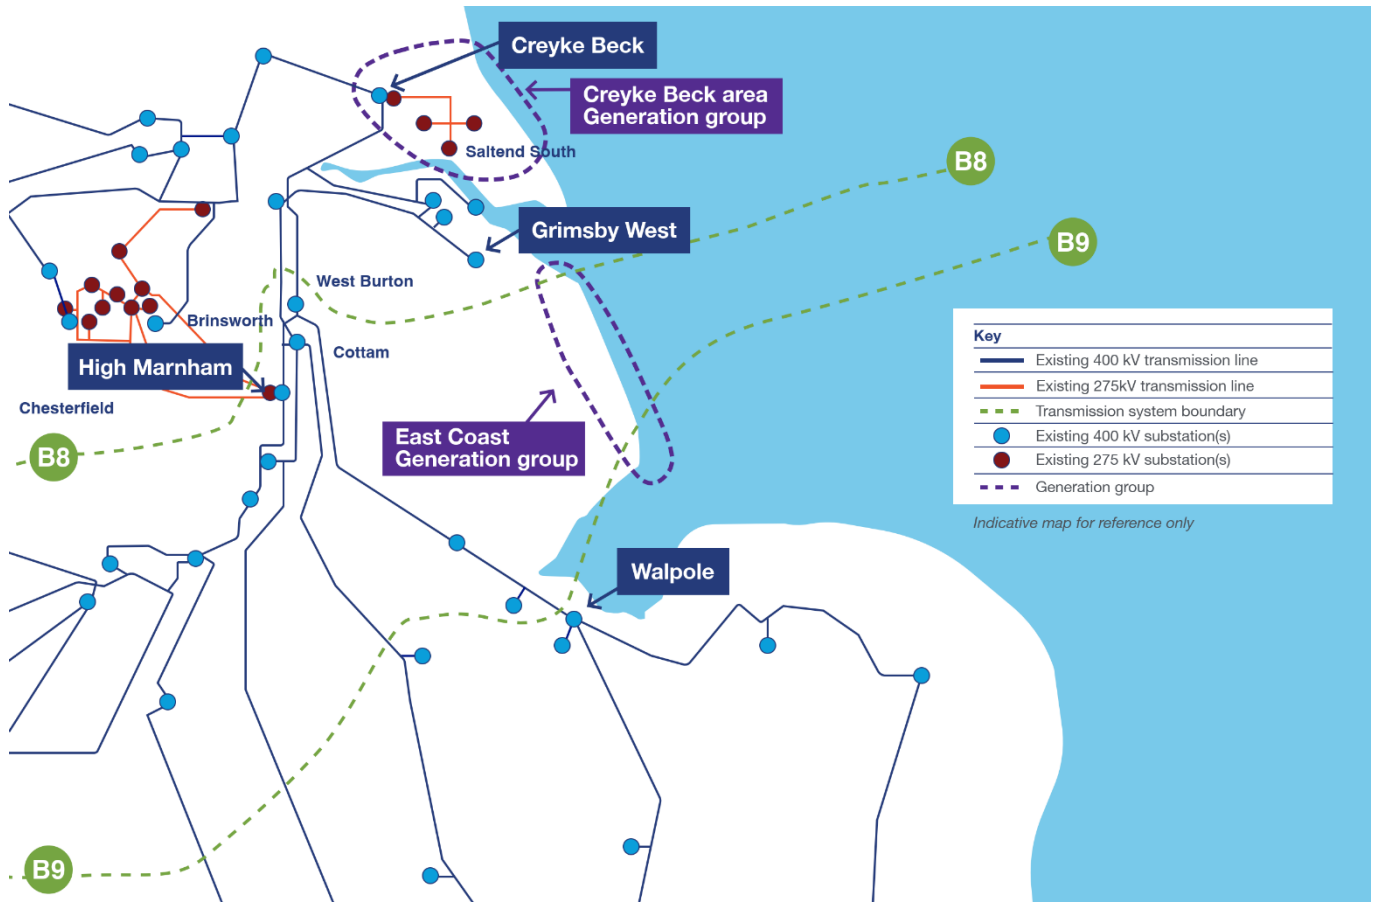 Creyke Beck
Creyke Beck area
Generation group
Saltend South
B8
Grimsby West
B9
West Burton
Brinsworth
Cottam
High Marnham
Chesterfield
B8
East Coast
Generation group
Key
Existing 400 kV transmission line
Existing 275kV transmission line
Transmission system boundary
Existing 400 kV substation(s)
Existing 275 kV substation(s)
Generation group
Indicative map for reference only
Walpole
B9